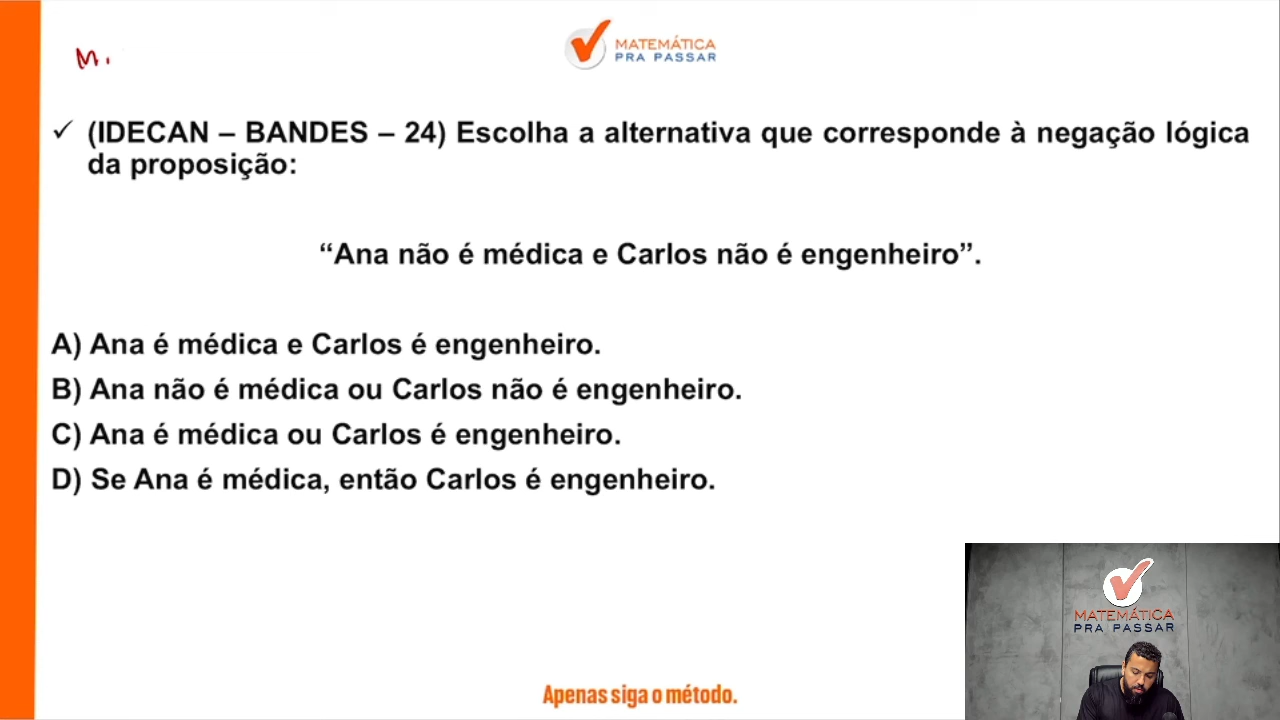 M.
MATEMÁTICA
PRA PASSAR
✓ (IDECAN – BANDES – 24) Escolha a alternativa que corresponde à negação lógica
da proposição:
“Ana não é médica e Carlos não é engenheiro”.
A) Ana é médica e Carlos é engenheiro.
B) Ana não é médica ou Carlos não é engenheiro.
C) Ana é médica ou Carlos é engenheiro.
D) Se Ana é médica, então Carlos é engenheiro.
MATEMÁTICA
PRA PASSAR
Apenas siga o método.